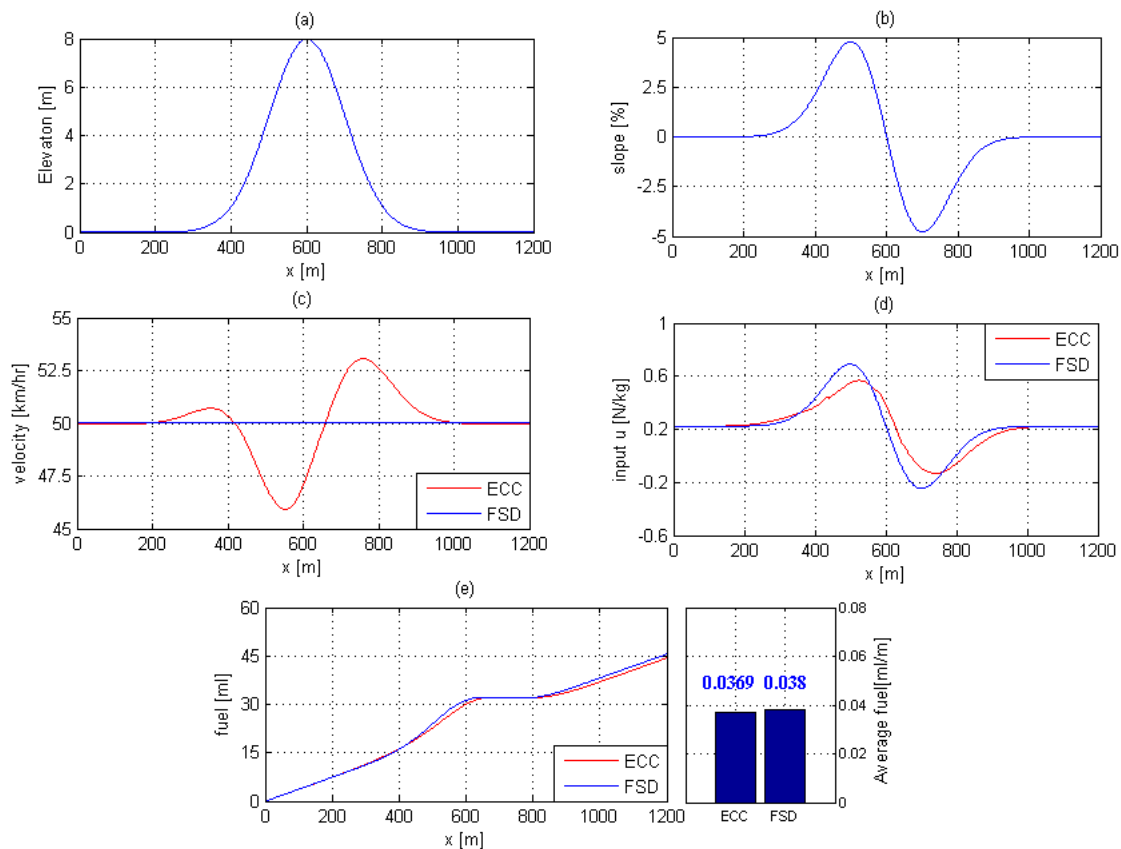 (a)
Elevaton [m]
8
6
4
2
0
0 200 400 600 800 1000 1200
x [m]
(b)
slope [%]
5
2.5
0
-2.5
-5
0 200 400 600 800 1000 1200
x [m]
(c)
velocity [km/hr]
55
52.5
50
47.5
45
ECC
FSD
0 200 400 600 800 1000 1200
x [m]
(d)
input u [N/kg]
1
0.6
0.2
-0.2
-0.6
ECC
FSD
0 200 400 600 800 1000 1200
x [m]
(e)
fuel [ml]
60
45
30
15
0
ECC
FSD
0 200 400 600 800 1000 1200
x [m]
0.0369 0.038
ECC FSD
0.08
0.06
0.04
0.02
0
Average fuel[ml/m]